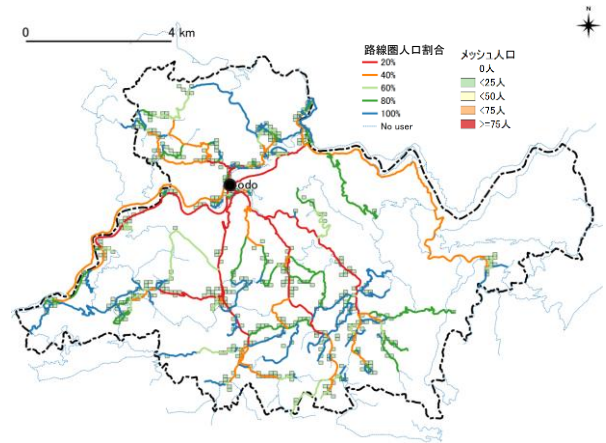 0 4 km
N
路線圏人口割合
20%
40%
60%
80%
100%
No user
メッシュ人口
0人
<25人
<50人
<75人
>=75人
odo